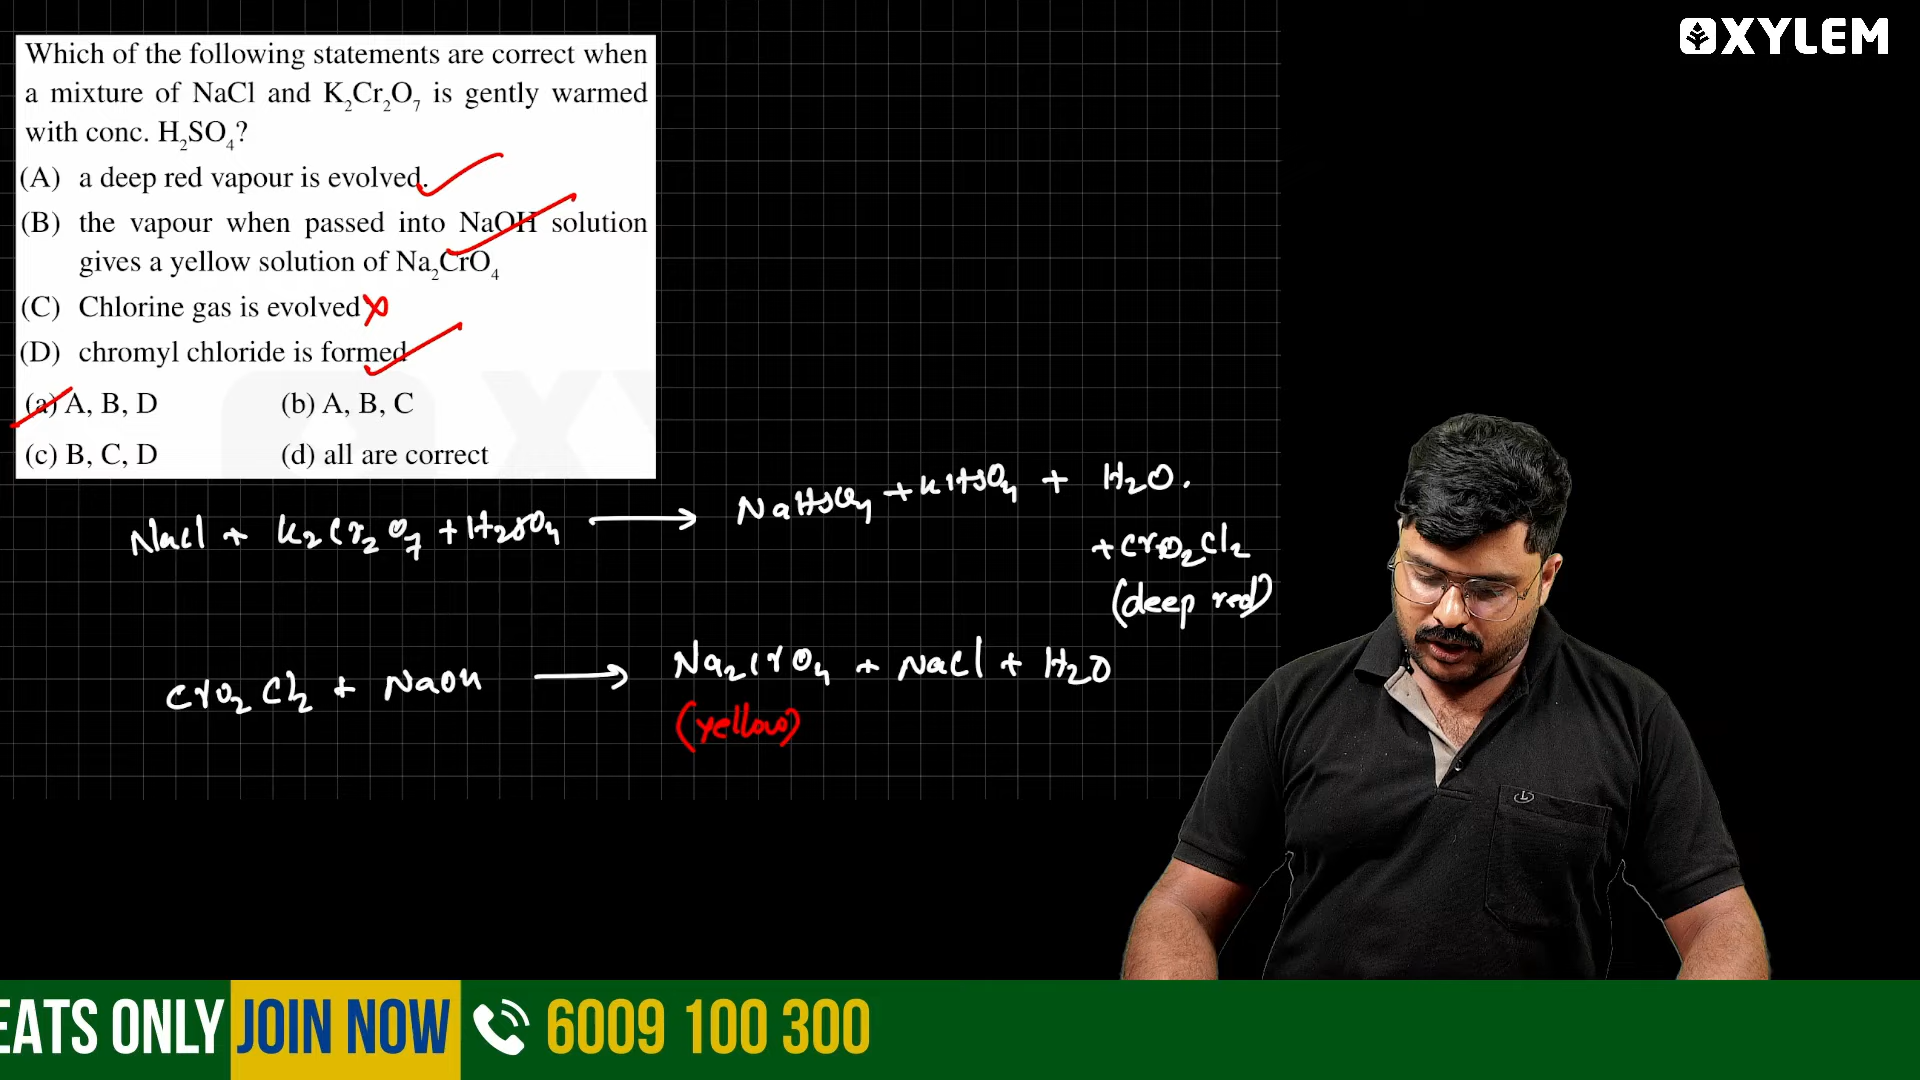 XYLEM
Which of the following statements are correct when
a mixture of NaCl and K₂Cr₂O₇ is gently warmed
with conc. H₂SO₄?
(A) a deep red vapour is evolved.
(B) the vapour when passed into NaOH solution
gives a yellow solution of Na₂CrO₄
(C) Chlorine gas is evolved
(D) chromyl chloride is formed
(a) A, B, D (b) A, B, C
(c) B, C, D (d) all are correct
NaCl + K₂Cr₂O₇ + H₂SO₄ → NaHSO₄ + KHSO₄ + H₂O.
+ CrO₂Cl₂
(deep red)
CrO₂Cl₂ + NaOH → Na₂CrO₄ + NaCl + H₂O
(yellow)
EATS ONLY JOIN NOW 6009 100 300